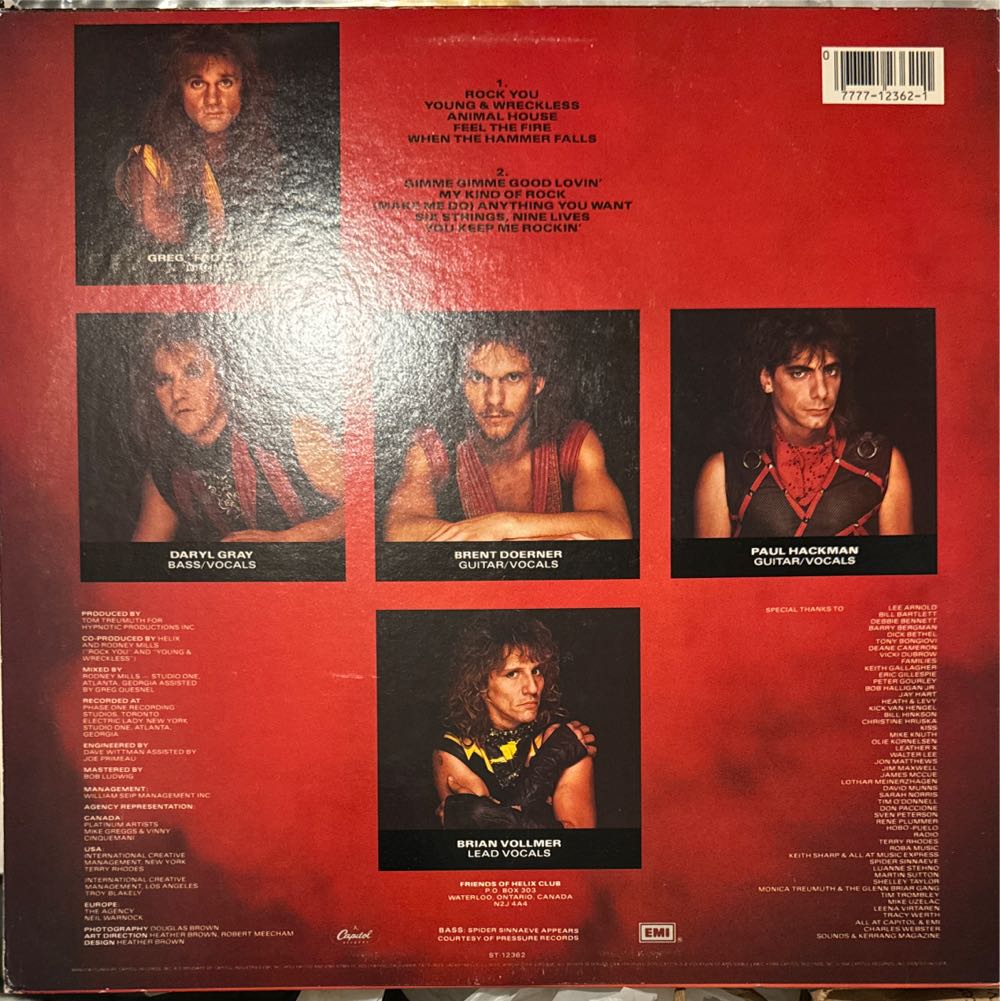 1.
ROCK YOU
YOUNG & WRECKLESS
ANIMAL HOUSE
FEEL THE FIRE
WHEN THE HAMMER FALLS
2.
GIMME GIMME GOOD LOVIN'
MY KIND OF ROCK
(MAKE ME DO) ANYTHING YOU WANT
SIX STRINGS, NINE LIVES
YOU KEEP ME ROCKIN'
0
7777-12362-1
GREG
DARYL GRAY
BASS/VOCALS
BRENT DOERNER
GUITAR/VOCALS
PAUL HACKMAN
GUITAR/VOCALS
BRIAN VOLLMER
LEAD VOCALS
PRODUCED BY
TOM TREUMUTH FOR
HYPNOTIC PRODUCTIONS INC
CO-PRODUCED BY HELIX
AND RODNEY MILLS
("ROCK YOU" AND "YOUNG &
WRECKLESS")
MIXED BY
RODNEY MILLS — STUDIO ONE,
ATLANTA, GEORGIA ASSISTED
BY GREG QUESNEL
RECORDED AT
PHASE ONE RECORDING
STUDIOS, TORONTO
ELECTRIC LADY, NEW YORK
STUDIO ONE, ATLANTA,
GEORGIA
ENGINEERED BY
DAVE WITTMAN ASSISTED BY
JOE PRIMEAU
MASTERED BY
BOB LUDWIG
MANAGEMENT:
WILLIAM SEIP MANAGEMENT INC
AGENCY REPRESENTATION:
CANADA:
PLATINUM ARTISTS
MIKE GREGGS & VINNY
CINQUEMANI
USA:
INTERNATIONAL CREATIVE
MANAGEMENT, NEW YORK
TERRY RHODES
INTERNATIONAL CREATIVE
MANAGEMENT, LOS ANGELES
TROY BLAKELY
EUROPE:
THE AGENCY
NEIL WARNOCK
PHOTOGRAPHY DOUGLAS BROWN
ART DIRECTION HEATHER BROWN, ROBERT MEECHAM
DESIGN HEATHER BROWN
SPECIAL THANKS TO
LEE ARNOLD
BILL BARTLETT
DEBBIE BENNETT
BARRY BERGMAN
DICK BETHEL
TONY BONGIOVI
DEANE CAMERON
VICKI DUBROW
FAMILIES
KEITH GALLAGHER
ERIC GILLESPIE
PETER GOURLEY
BOB HALLIGAN JR.
JAY HART
HEATH & LEVY
KICK VAN HENGEL
BILL HINKSON
CHRISTINE HRUSKA
KISS
MIKE KNUTH
OLIE KORNELSEN
LEATHER X
WALTER LEE
JON MATTHEWS
JIM MAXWELL
JAMES MCCUE
LOTHAR MEINERZHAGEN
DAVID MUNNS
SARAH NORRIS
TIM O'DONNELL
DON PACCIONE
SVEN PETERSON
RENE PLUMMER
HOBO-PUELO
RADIO
TERRY RHODES
ROBA MUSIC
KEITH SHARP & ALL AT MUSIC EXPRESS
SPIDER SINNAEVE
LUANNE STEHNO
MARTIN SUTTON
SHELLEY TAYLOR
MONICA TREUMUTH & THE GLENN BRIAR GANG
TIM TROMBLEY
MIKE UZELAC
LEENA VIRTAREN
TRACY WERTH
ALL AT CAPITOL & EMI
CHARLES WEBSTER
SOUNDS & KERRANG MAGAZINE
FRIENDS OF HELIX CLUB
P.O. BOX 303
WATERLOO, ONTARIO, CANADA
N2J 4A4
Capitol
RECORDS
BASS: SPIDER SINNAEVE APPEARS
COURTESY OF PRESSURE RECORDS
EMI
ST-12362